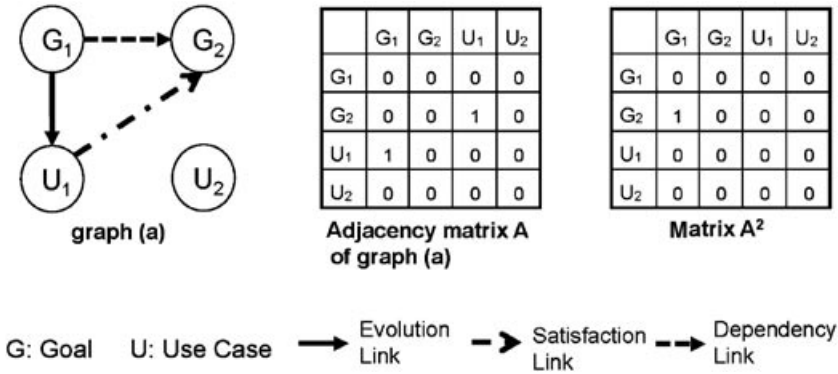 G1 G2
U1 U2
graph (a)
G1 G2 U1 U2
G1 0 0 0 0
G2 0 0 1 0
U1 1 0 0 0
U2 0 0 0 0
Adjacency matrix A
of graph (a)
G1 G2 U1 U2
G1 0 0 0 0
G2 1 0 0 0
U1 0 0 0 0
U2 0 0 0 0
Matrix A²
G: Goal U: Use Case
Evolution
Link
Satisfaction
Link
Dependency
Link